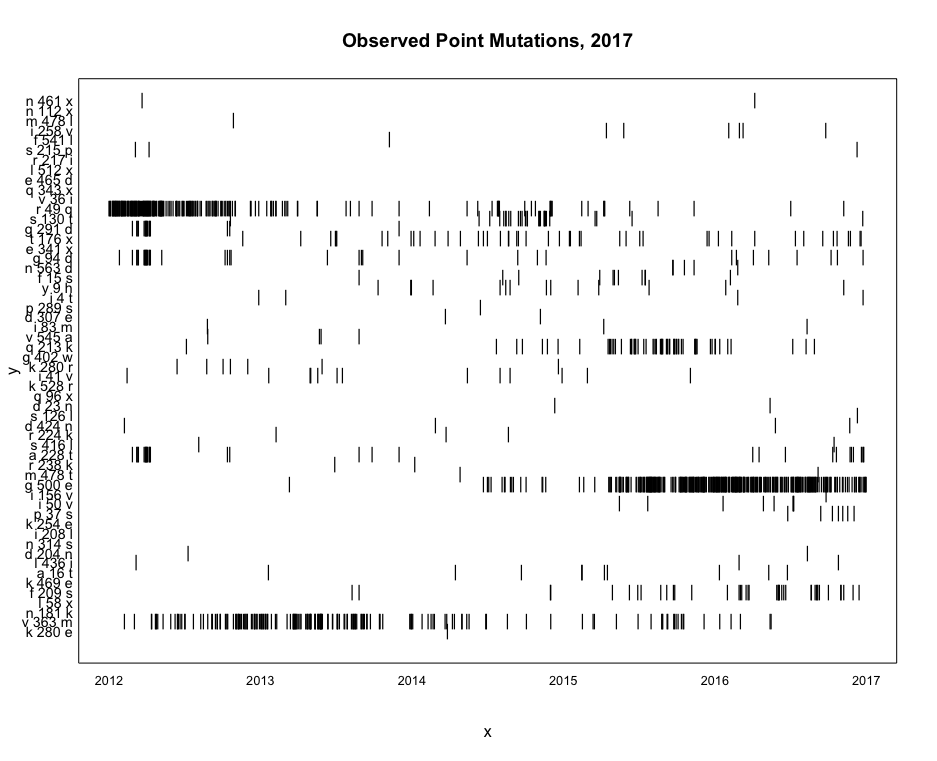 Observed Point Mutations, 2017
n 461 x
n 112 x
m 478 l
i 258 v
f 541 l
s 215 p
r 217 i
l 512 x
e 465 d
q 343 x
v 36 i
r 49 q
s 130 t
g 291 d
t 176 x
e 341 x
g 94 d
n 563 d
f 15 s
y 9 h
i 4 t
p 289 s
d 307 e
i 83 m
v 545 a
q 213 k
g 402 w
k 280 r
i 41 v
k 528 r
g 96 x
d 23 n
s 126 l
d 424 n
r 224 k
s 416 l
a 228 t
r 238 k
m 478 t
g 500 e
i 156 v
i 50 v
p 37 s
k 254 e
i 208 l
n 314 s
d 204 n
l 436 i
a 16 t
k 469 e
f 209 s
l 58 x
n 181 k
v 363 m
k 280 e
y
2012 2013 2014 2015 2016 2017
x